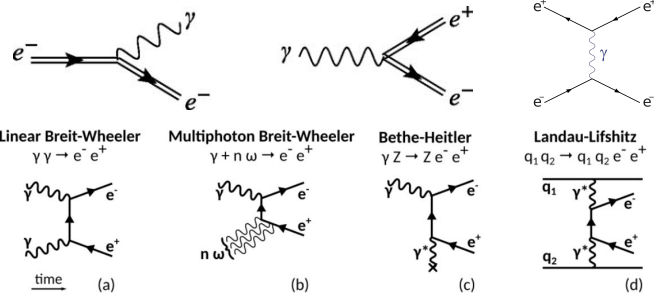 γ
e⁻
e⁻
γ
e⁺
e⁻
e⁺
e⁺
γ
e⁻
e⁻
Linear Breit-Wheeler
γ γ → e⁻ e⁺
γ
e⁻
γ
e⁺
time
(a)
Multiphoton Breit-Wheeler
γ + n ω → e⁻ e⁺
γ
e⁻
e⁺
n ω
(b)
Bethe-Heitler
γ Z → Z e⁻ e⁺
γ
e⁻
e⁺
γ*
(c)
Landau-Lifshitz
q₁ q₂ → q₁ q₂ e⁻ e⁺
q₁
γ*
e⁻
e⁺
γ*
q₂
(d)